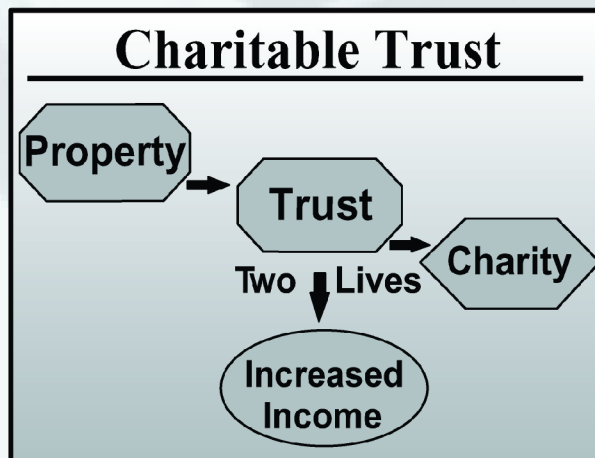 Charitable Trust
Property
Trust
Charity
Two Lives
Increased
Income